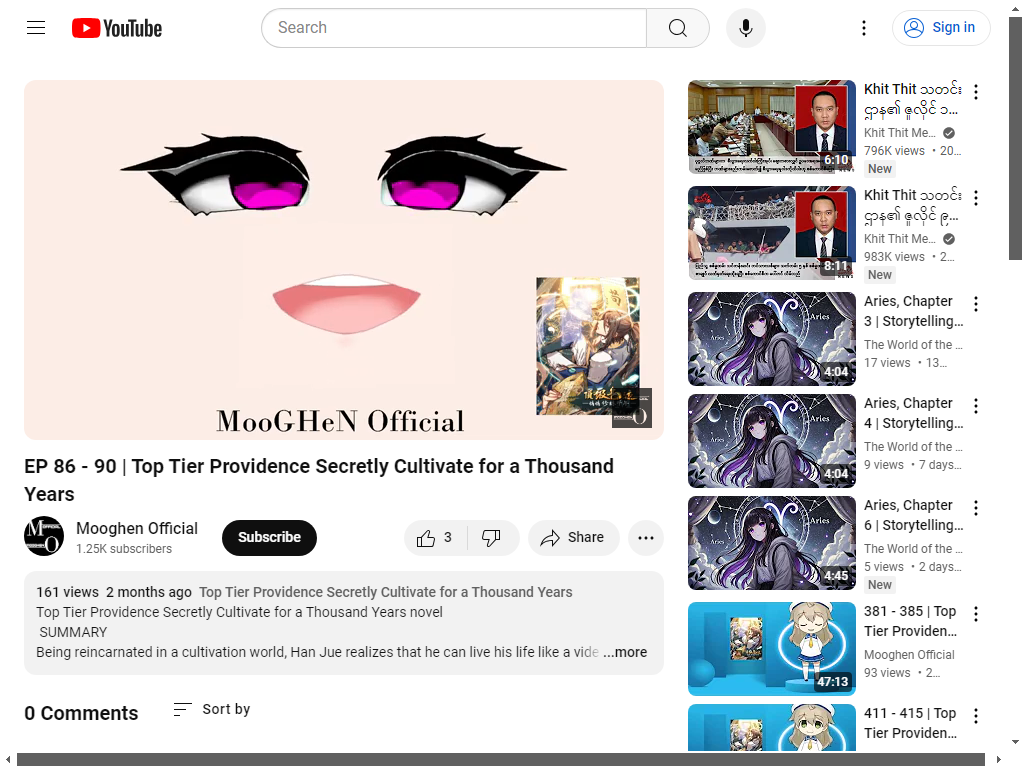 YouTube
Search
Sign in
MooGHeN Official
EP 86 - 90 | Top Tier Providence Secretly Cultivate for a Thousand
Years
Mooghen Official
1.25K subscribers
Subscribe
3
Share
161 views 2 months ago Top Tier Providence Secretly Cultivate for a Thousand Years
Top Tier Providence Secretly Cultivate for a Thousand Years novel
SUMMARY
Being reincarnated in a cultivation world, Han Jue realizes that he can live his life like a vide ...more
0 Comments
Sort by
Khit Thit သတင်း
ဌာန၏ ဇူလိုင် ၁...
Khit Thit Me...
796K views • 20...
New
6:10
Khit Thit သတင်း
ဌာန၏ ဇူလိုင် ၉...
Khit Thit Me...
983K views • 2...
New
8:11
Aries, Chapter
3 | Storytelling...
The World of the ...
17 views • 13...
Aries
4:04
Aries, Chapter
4 | Storytelling...
The World of the ...
9 views • 7 days...
Aries
4:04
Aries, Chapter
6 | Storytelling...
The World of the ...
5 views • 2 days...
New
Aries
4:45
381 - 385 | Top
Tier Providen...
Mooghen Official
93 views • 2...
47:13
411 - 415 | Top
Tier Providen...